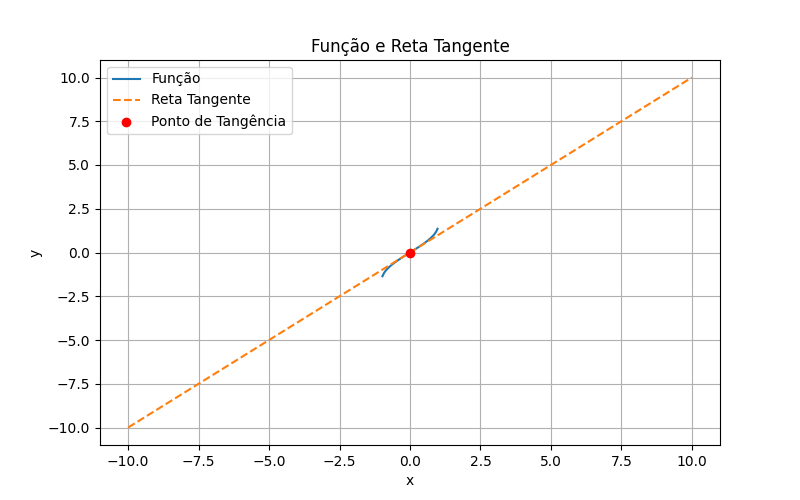 Função e Reta Tangente
Função
Reta Tangente
Ponto de Tangência
10.0
7.5
5.0
2.5
0.0
−2.5
−5.0
−7.5
−10.0
y
−10.0 −7.5 −5.0 −2.5 0.0 2.5 5.0 7.5 10.0
x